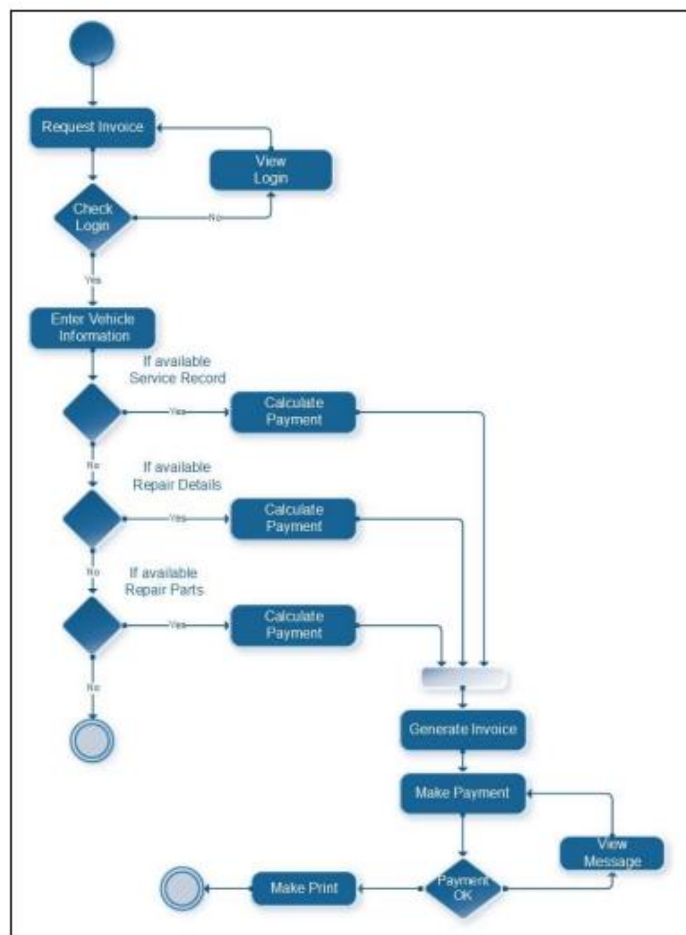 Request Invoice
View
Login
Check
Login
No
Yes
Enter Vehicle
Information
If available
Service Record
Calculate
Payment
Yes
No
If available
Repair Details
Calculate
Payment
Yes
No
If available
Repair Parts
Calculate
Payment
Yes
No
Generate Invoice
Make Payment
View
Message
Payment
OK
Make Print